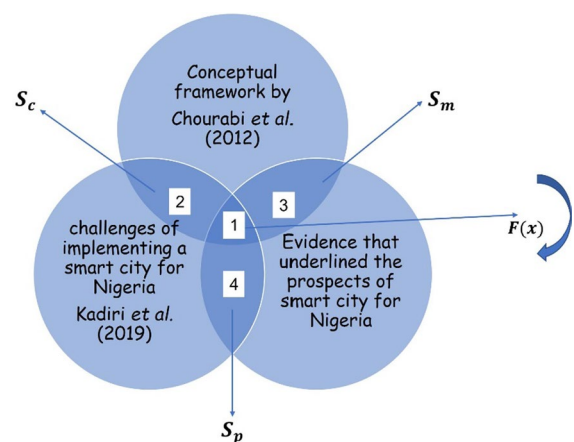 Conceptual
framework by
Chourabi et al.
(2012)
S_c
S_m
2
3
1
F(x)
challenges of
implementing a
smart city for
Nigeria
Kadiri et al.
(2019)
4
Evidence that
underlined the
prospects of
smart city for
Nigeria
S_p